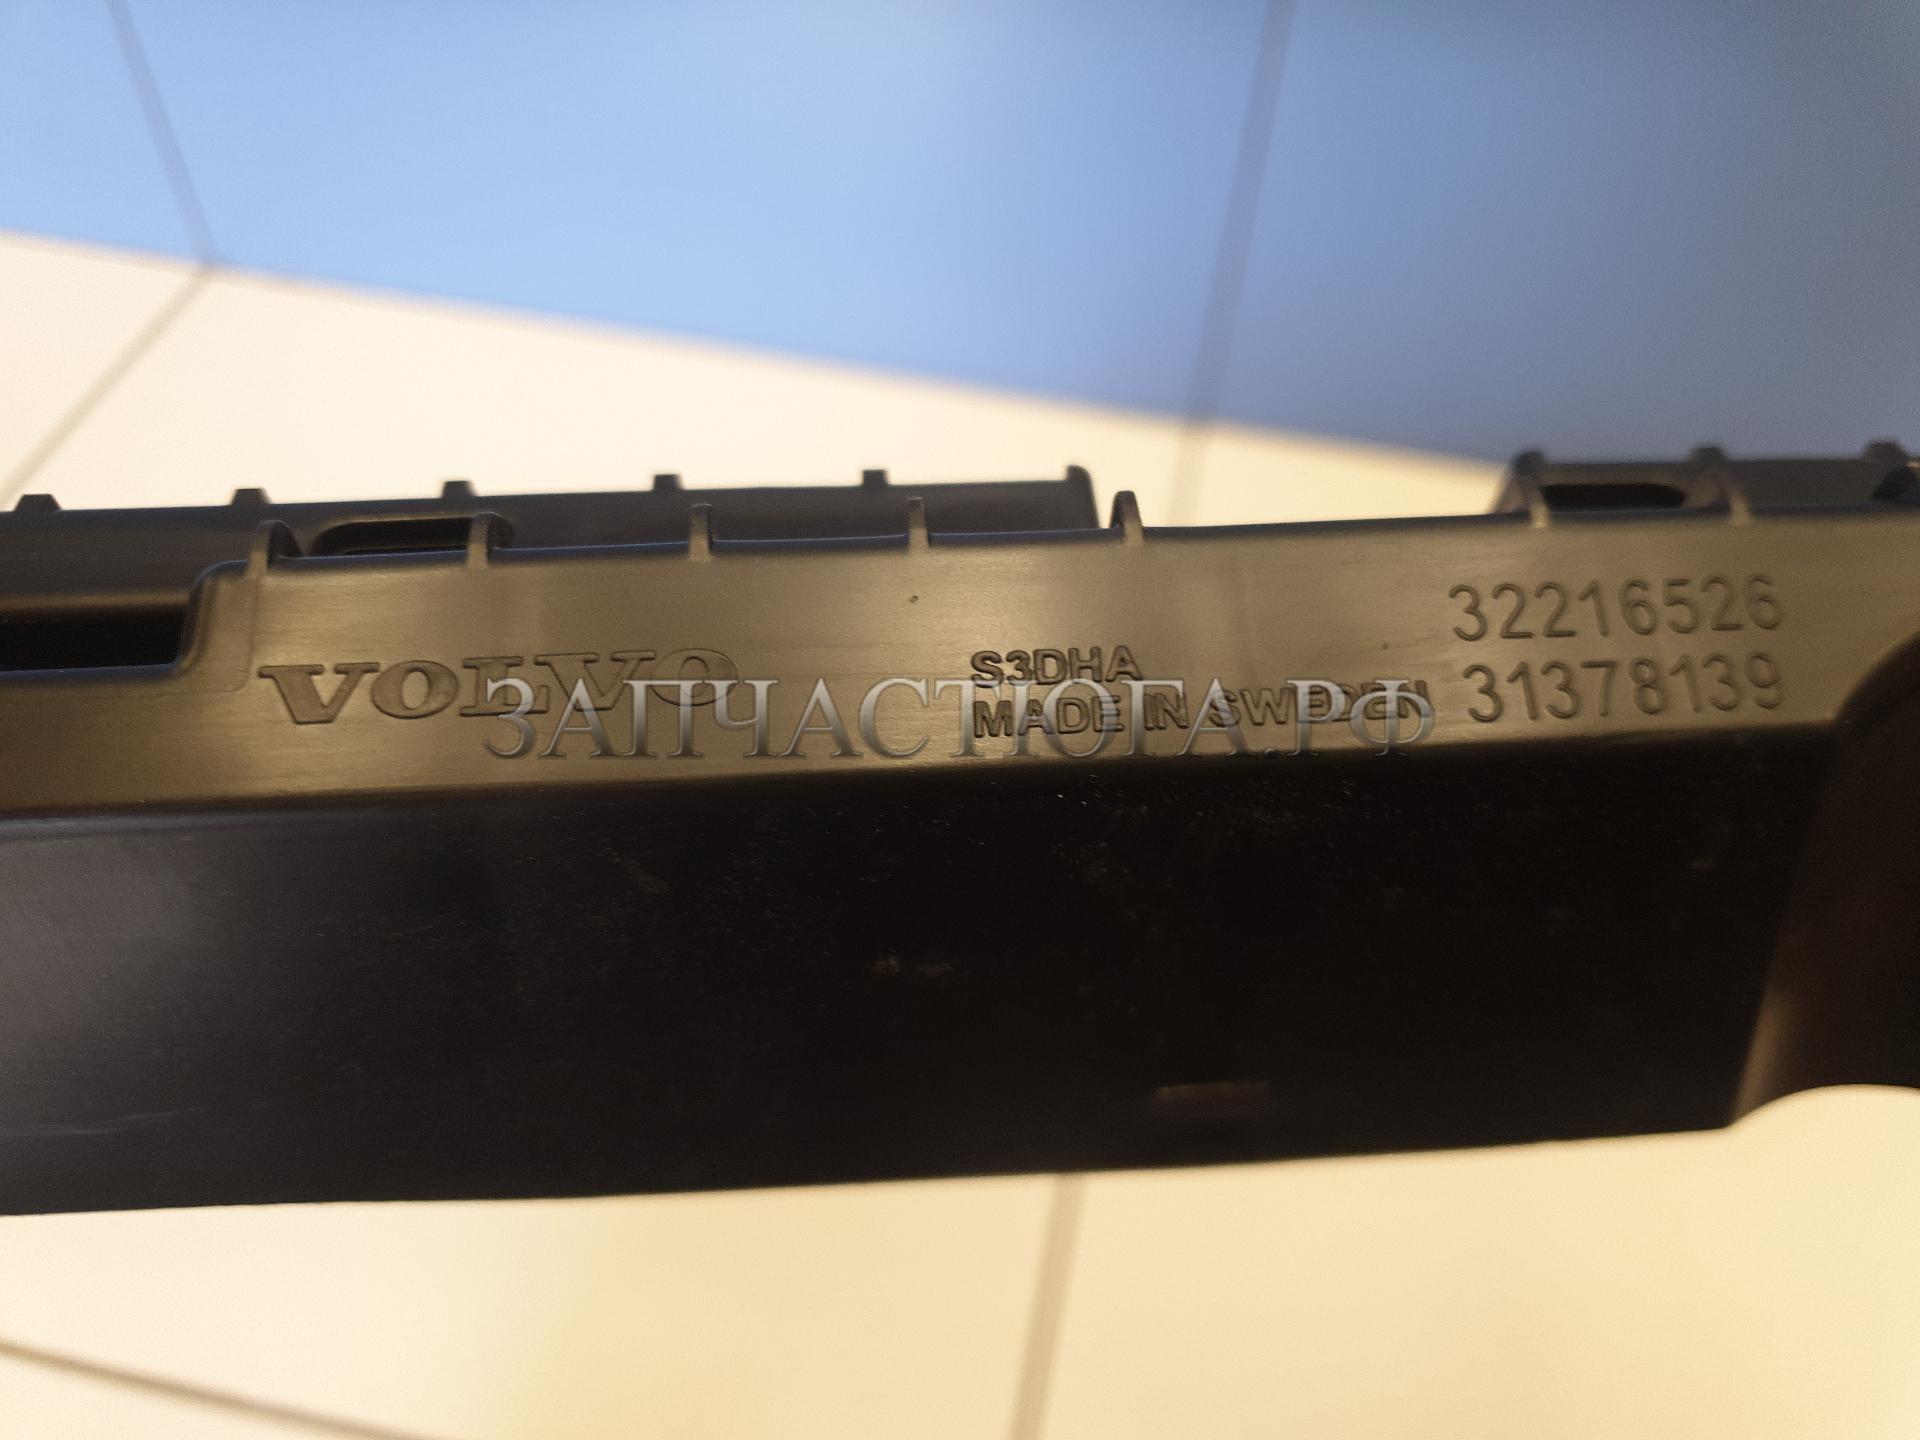 VOLVO
S3DHA
MADE IN SWEDEN
32216526
31378139
ЗАПЧАСТЮГА.РФ